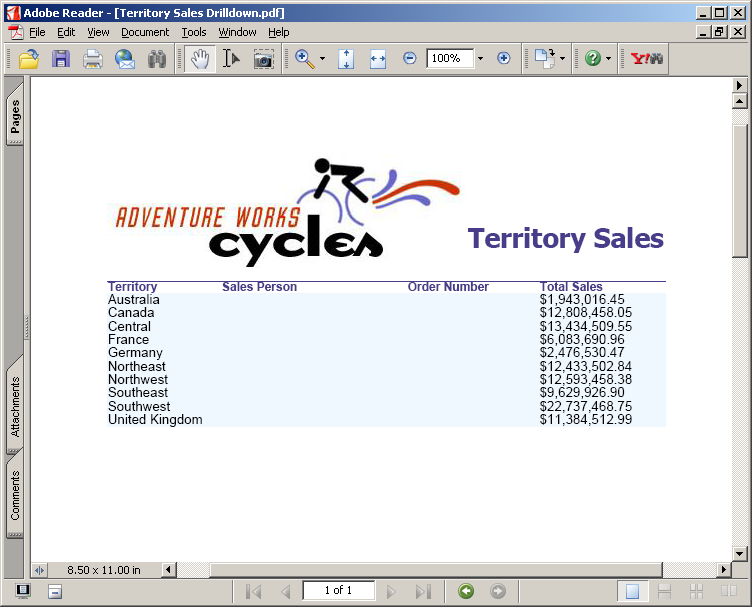 Adobe Reader - [Territory Sales Drilldown.pdf]
File Edit View Document Tools Window Help
100%
Y!
Pages
Attachments
Comments
ADVENTURE WORKS
cycles
Territory Sales
Territory Sales Person Order Number Total Sales
Australia $1,943,016.45
Canada $12,808,458.05
Central $13,434,509.55
France $6,083,690.96
Germany $2,476,530.47
Northeast $12,433,502.84
Northwest $12,593,458.38
Southeast $9,629,926.90
Southwest $22,737,468.75
United Kingdom $11,384,512.99
8.50 x 11.00 in
1 of 1